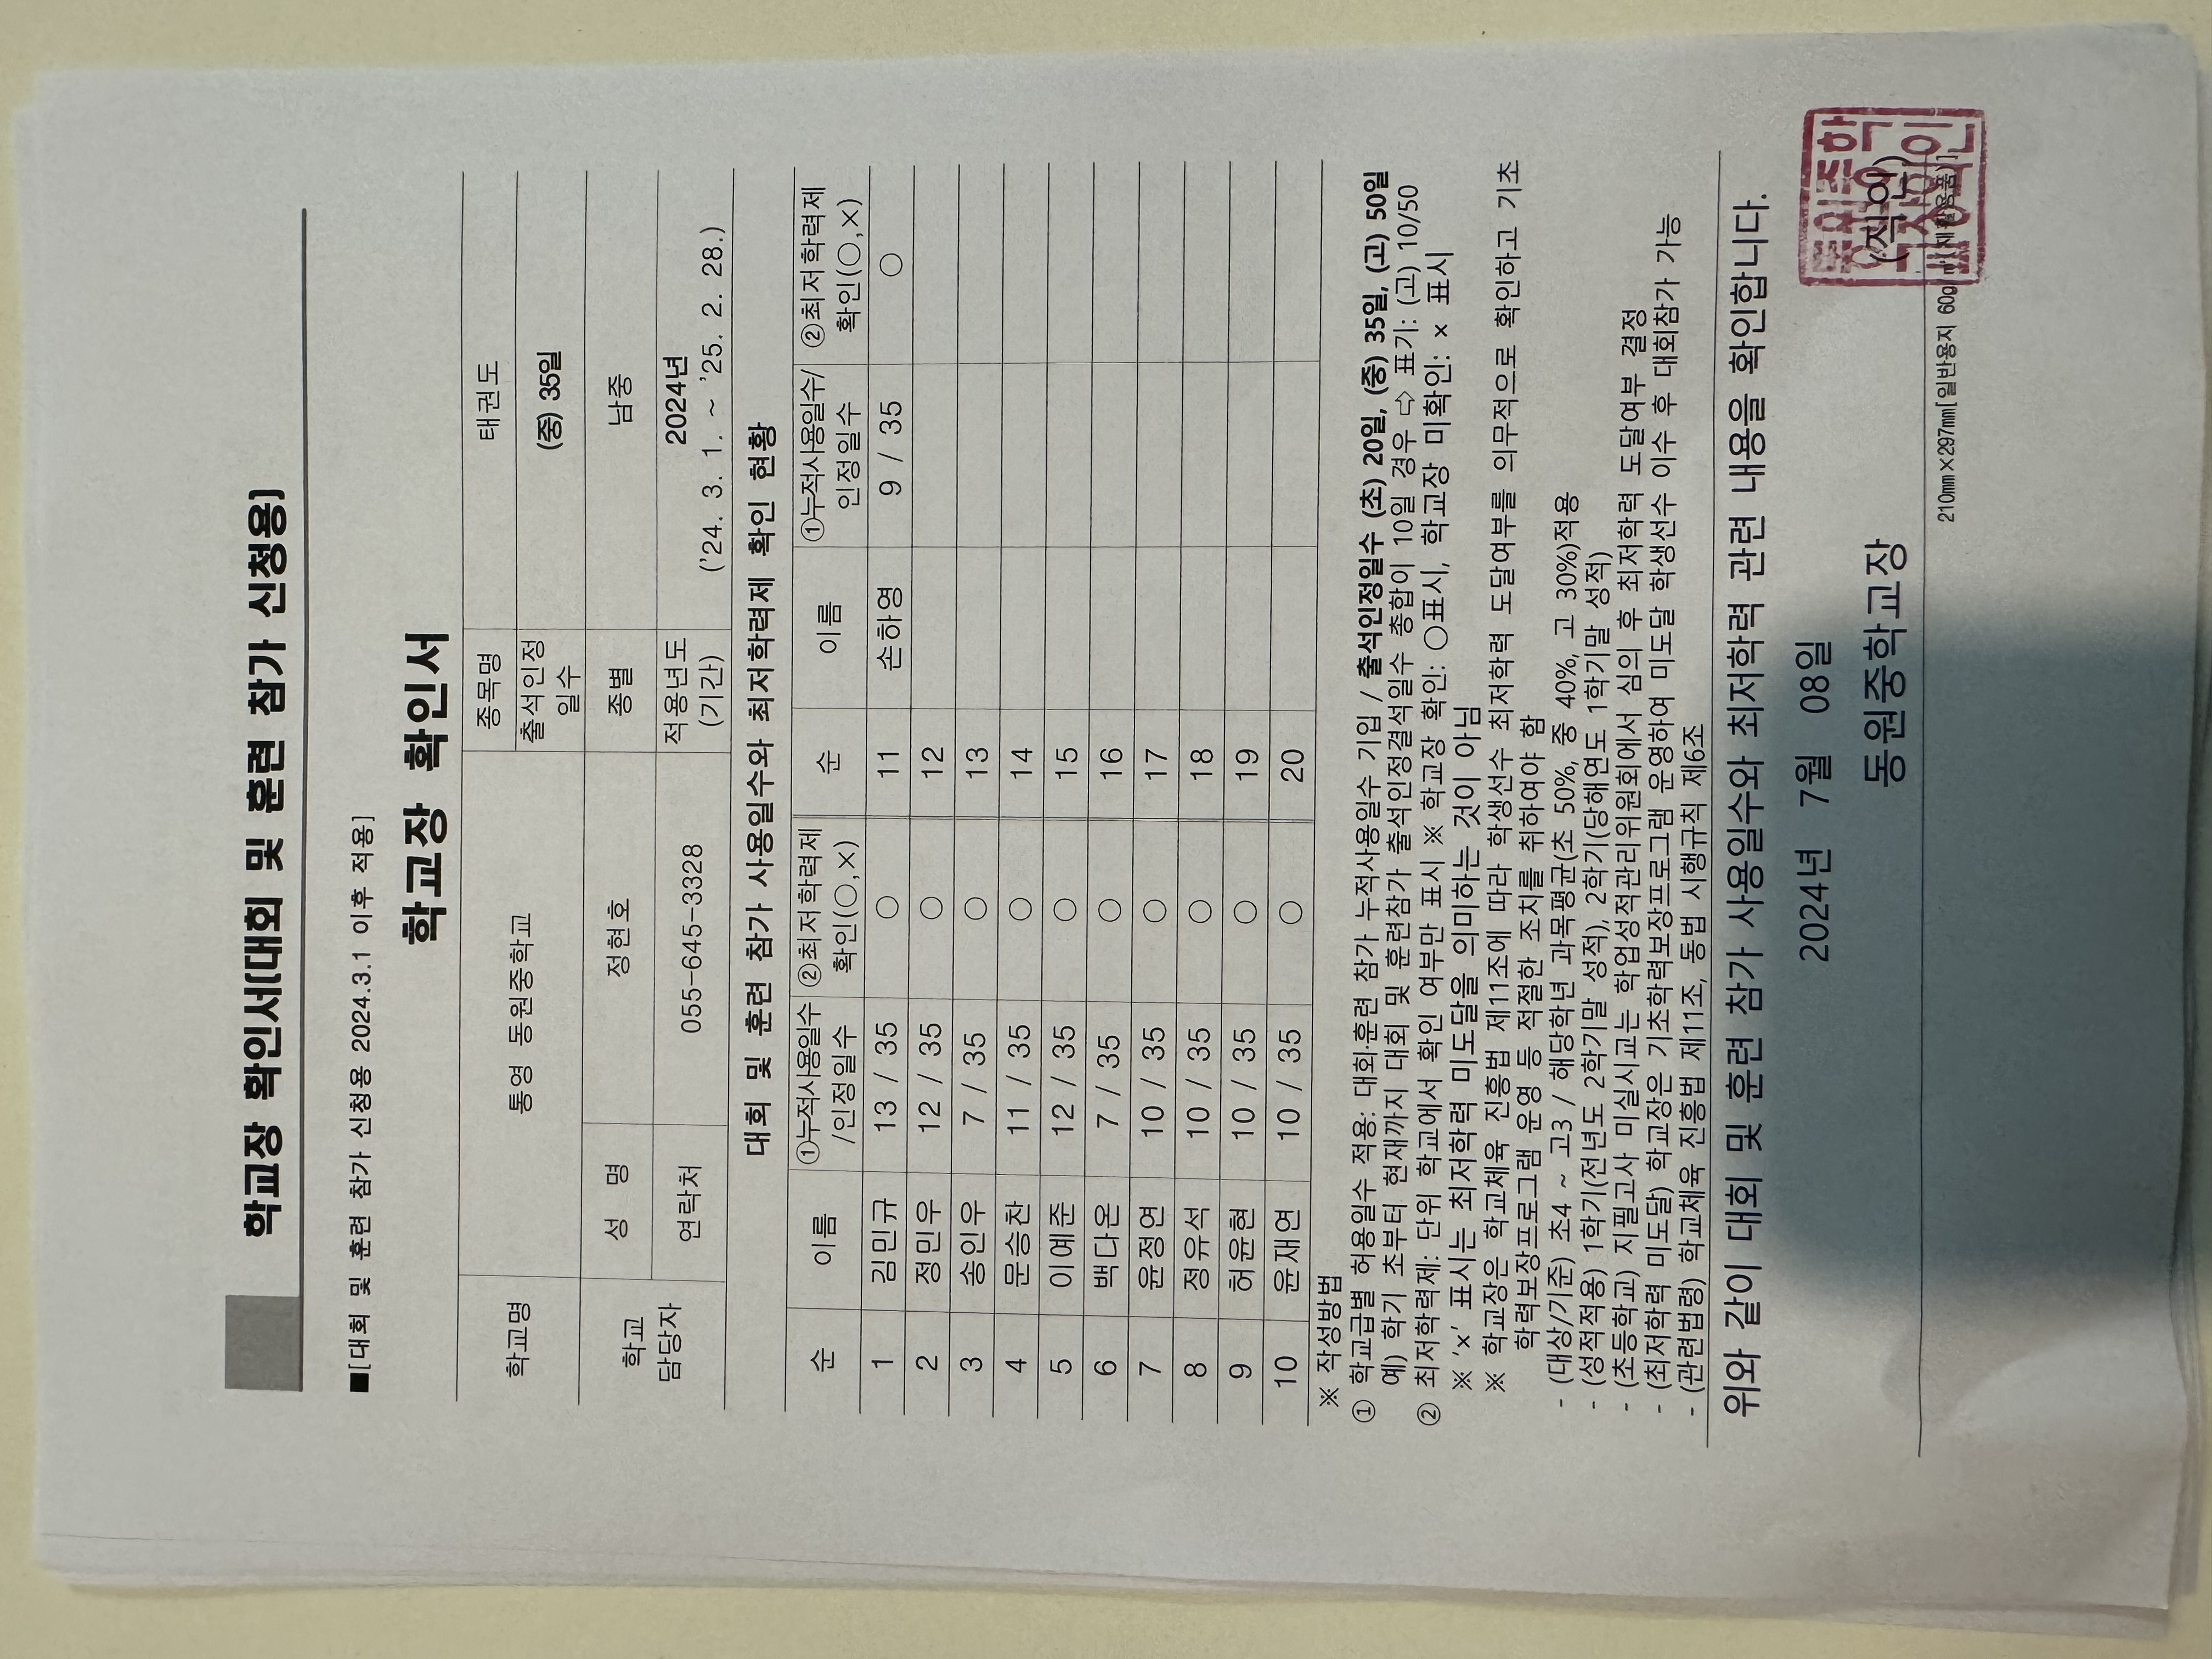 학교장 확인서[대회 및 훈련 참가 신청용]
■[대회 및 훈련 참가 신청용 2024.3.1 이후 적용]
학교장 확인서
학교명 통영 동원중학교 종목명 태권도
출석인정 일수 (중) 35일
학교 담당자 성 명 정현호 종별 남중
연락처 055-645-3328 적용년도 (기간) 2024년
('24. 3. 1. ~ '25. 2. 28.)
대회 및 훈련 참가 사용일수와 최저학력제 확인 현황
순 이름 ①누적사용일수 /인정일수 ②최저학력제 확인(○,×) 순 이름 ①누적사용일수/ 인정일수 ②최저학력제 확인(○,×)
1 김민규 13 / 35 ○ 11 손하영 9 / 35 ○
2 정민우 12 / 35 ○ 12
3 송인우 7 / 35 ○ 13
4 문승찬 11 / 35 ○ 14
5 이예준 12 / 35 ○ 15
6 백다온 7 / 35 ○ 16
7 윤정연 10 / 35 ○ 17
8 정유석 10 / 35 ○ 18
9 허윤현 10 / 35 ○ 19
10 윤재연 10 / 35 ○ 20
※ 작성방법
① 학교급별 허용일수 적용: 대회·훈련 참가 누적사용일수 기입 / 출석인정일수 (초) 20일, (중) 35일, (고) 50일
예) 학기 초부터 현재까지 대회 및 훈련참가 출석인정결석일수 총합이 10일 경우 ⇨ 표기: (고) 10/50
② 최저학력제: 단위 학교에서 확인 여부만 표시 ※ 학교장 확인: ○표시, 학교장 미확인: × 표시
※ '×' 표시는 최저학력 미도달을 의미하는 것이 아님
※ 학교장은 학교체육 진흥법 제11조에 따라 학생선수 최저학력 도달여부를 의무적으로 확인하고 기초
학력보장프로그램 운영 등 적절한 조치를 취하여야 함
- (대상/기준) 초4 ~ 고3 / 해당학년 과목평균(초 50%, 중 40%, 고 30%)적용
- (성적적용) 1학기(전년도 2학기말 성적), 2학기(당해연도 1학기말 성적)
- (초등학교) 지필고사 미실시교는 학업성적관리위원회에서 심의 후 최저학력 도달여부 결정
- (최저학력 미도달) 학교장은 기초학력보장프로그램 운영하여 미도달 학생선수 이수 후 대회참가 가능
- (관련법령) 학교체육 진흥법 제11조, 동법 시행규칙 제6조
위와 같이 대회 및 훈련 참가 사용일수와 최저학력 관련 내용을 확인합니다.
2024년 7월 08일
동원중학교장 (직인)
210mm×297mm[일반용지 60g/㎡(재활용품)]